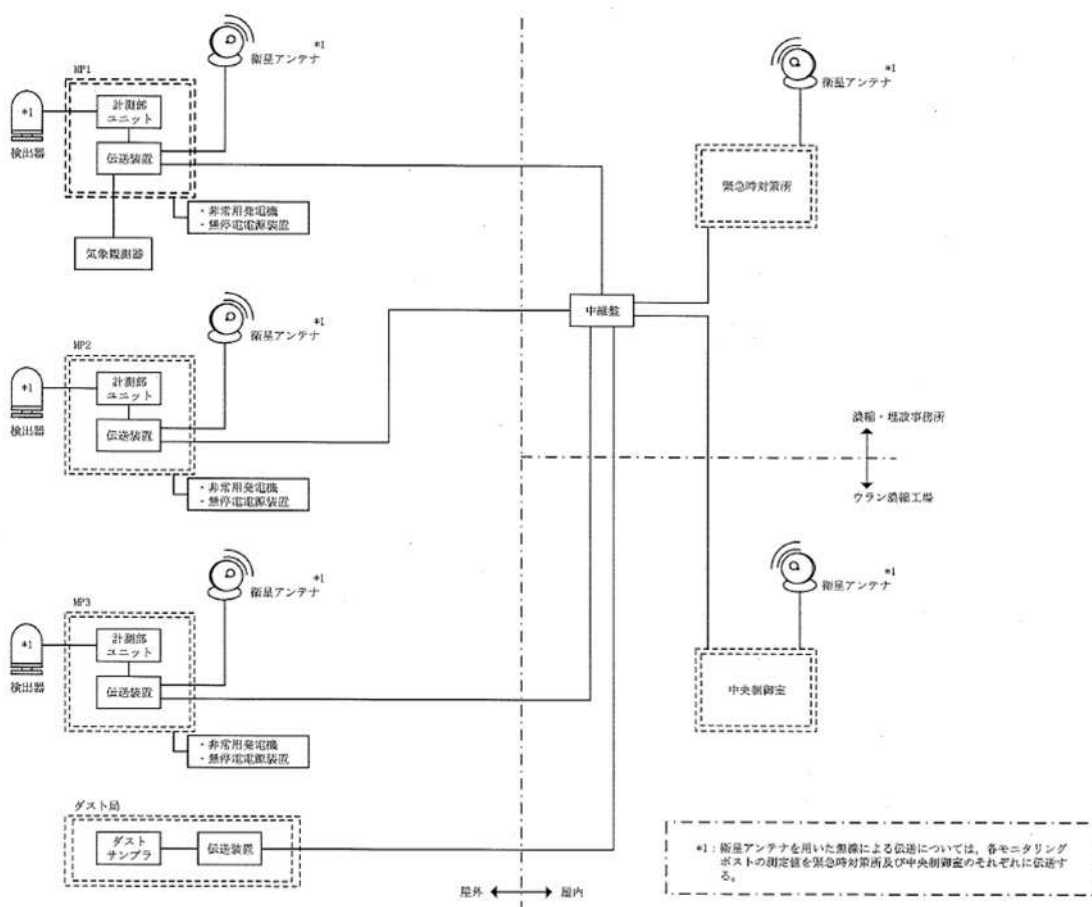 *1
衛星アンテナ
MP1
*1
検出器
計測部
ユニット
伝送装置
・非常用発電機
・無停電電源装置
気象観測器
*1
衛星アンテナ
MP2
*1
検出器
計測部
ユニット
伝送装置
・非常用発電機
・無停電電源装置
*1
衛星アンテナ
MP3
*1
検出器
計測部
ユニット
伝送装置
・非常用発電機
・無停電電源装置
ダスト局
ダスト
サンプラ
伝送装置
屋外
屋内
中継盤
*1
衛星アンテナ
緊急時対策所
濃縮・埋設事務所
ウラン濃縮工場
*1
衛星アンテナ
中央制御室
*1：衛星アンテナを用いた無線による伝送については，各モニタリング
ポストの測定値を緊急時対策所及び中央制御室のそれぞれに伝送す
る。